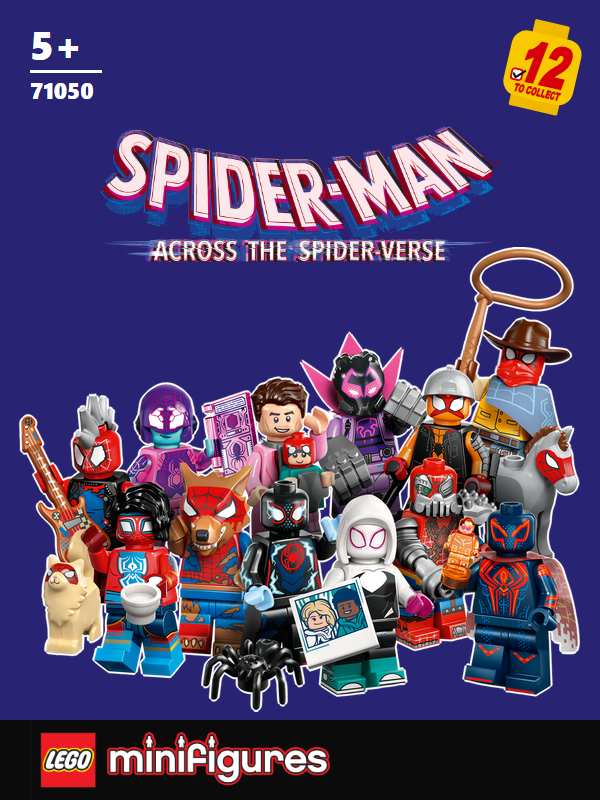 5+
71050
12
TO COLLECT
SPIDER-MAN
ACROSS THE SPIDER-VERSE
LEGO minifigures